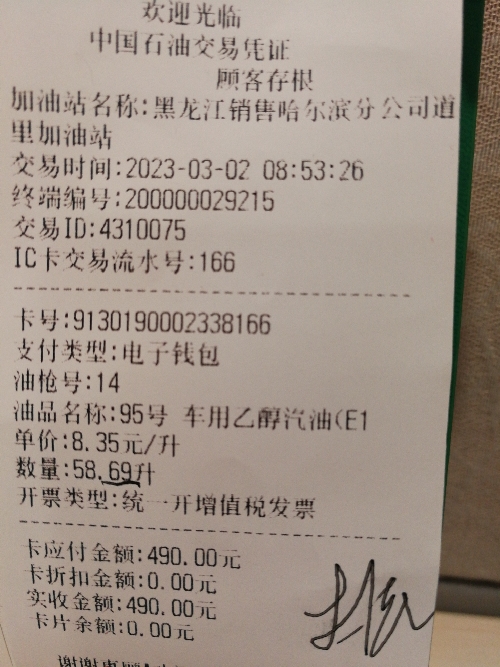 欢迎光临
中国石油交易凭证
顾客存根
加油站名称:黑龙江销售哈尔滨分公司道
里加油站
交易时间:2023-03-02 08:53:26
终端编号:200000029215
交易ID:4310075
IC卡交易流水号:166
卡号:9130190002338166
支付类型:电子钱包
油枪号:14
油品名称:95号 车用乙醇汽油(E1
单价:8.35元/升
数量:58.69升
开票类型:统一开增值税发票
卡应付金额:490.00元
卡折扣金额:0.00元
实收金额:490.00元
卡片余额:0.00元
谢谢惠顾